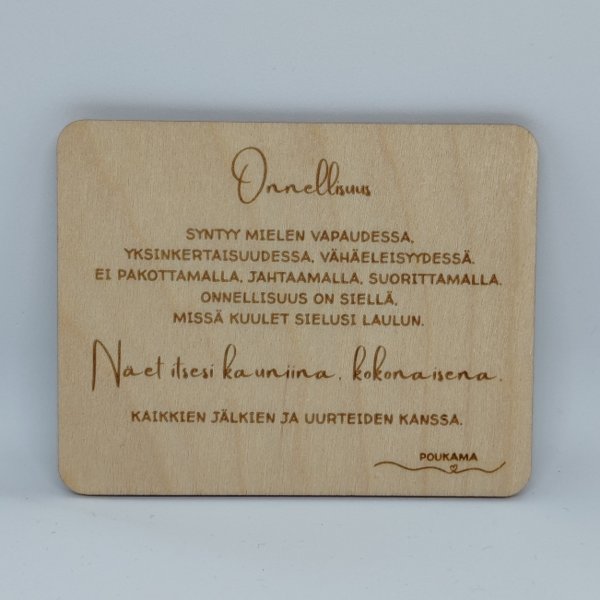 Onnellisuus
SYNTYY MIELEN VAPAUDESSA,
YKSINKERTAISUUDESSA, VÄHÄELEISYYDESSÄ.
EI PAKOTTAMALLA, JAHTAAMALLA, SUORITTAMALLA.
ONNELLISUUS ON SIELLÄ,
MISSÄ KUULET SIELUSI LAULUN.
Näet itsesi kauniina, kokonaisena.
KAIKKIEN JÄLKIEN JA UURTEIDEN KANSSA.
POUKAMA